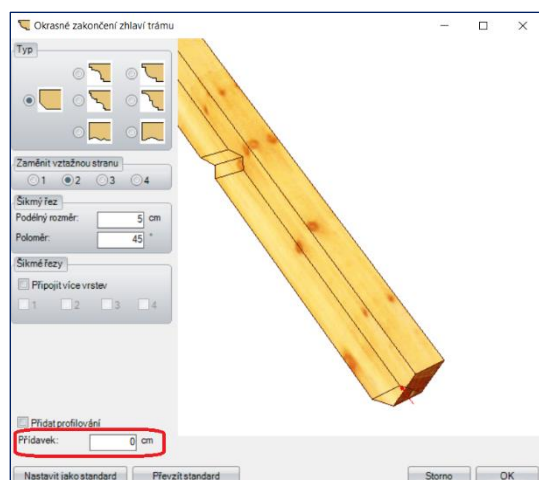 Okrasné zakončení zhlaví trámu
Typ
Zaměnit vztažnou stranu
1 2 3 4
Šikmý řez
Podélný rozměr: 5 cm
Poloměr: 45 °
Šikmé řezy
Připojit více vrstev
1 2 3 4
Přidat profilování
Přídavek: 0 cm
Nastavit jako standard Převzít standard Storno OK